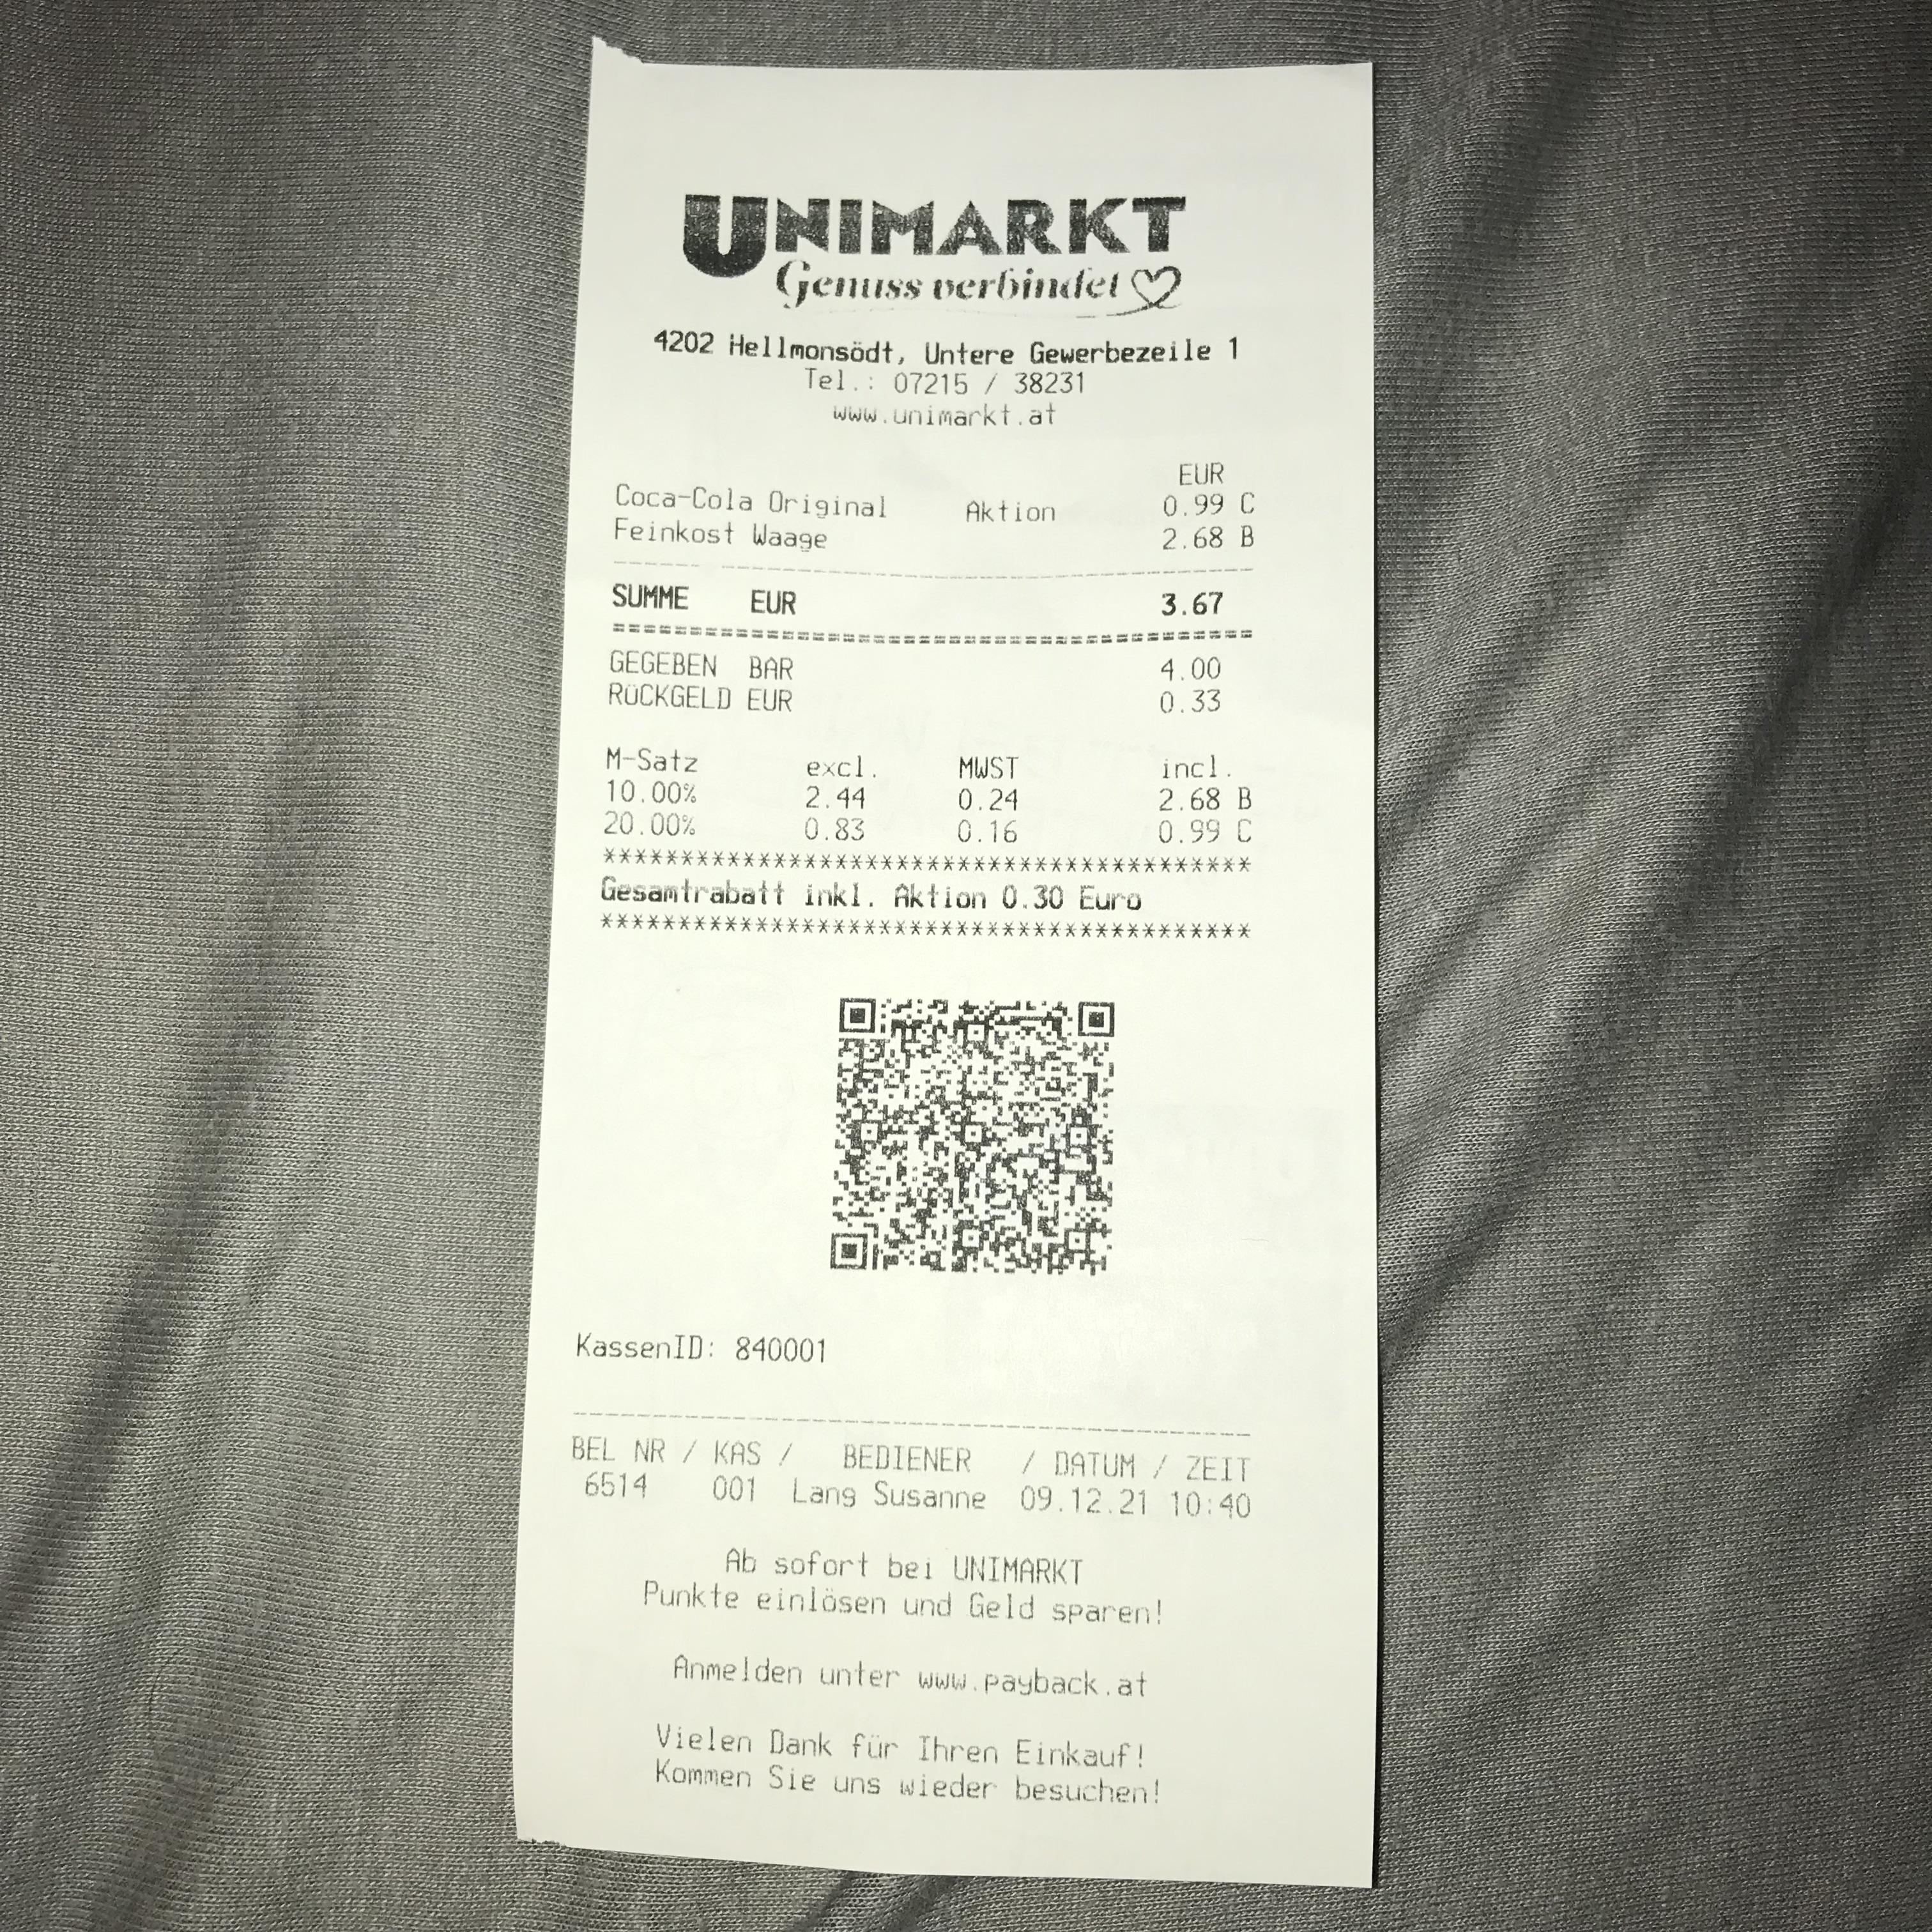 UNIMARKT
Genuss verbindet
4202 Hellmonsödt, Untere Gewerbezeile 1
Tel.: 07215 / 38231
www.unimarkt.at
EUR
Coca-Cola Original Aktion 0.99 C
Feinkost Waage 2.68 B
SUMME EUR 3.67
GEGEBEN BAR 4.00
RÜCKGELD EUR 0.33
M-Satz excl. MWST incl.
10.00% 2.44 0.24 2.68 B
20.00% 0.83 0.16 0.99 C
******************************************
Gesamtrabatt inkl. Aktion 0.30 Euro
******************************************
KassenID: 840001
BEL NR / KAS / BEDIENER / DATUM / ZEIT
6514 001 Lang Susanne 09.12.21 10:40
Ab sofort bei UNIMARKT
Punkte einlösen und Geld sparen!
Anmelden unter www.payback.at
Vielen Dank für Ihren Einkauf!
Kommen Sie uns wieder besuchen!